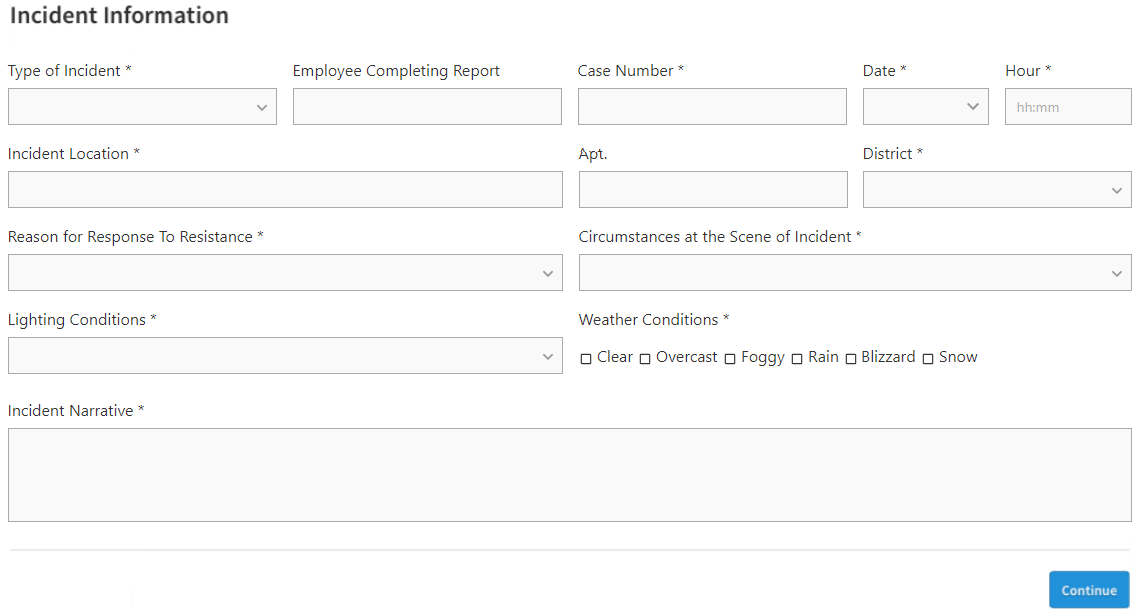 Incident Information
Type of Incident * Employee Completing Report Case Number * Date * Hour *
hh:mm
Incident Location * Apt. District *
Reason for Response To Resistance * Circumstances at the Scene of Incident *
Lighting Conditions * Weather Conditions *
Clear Overcast Foggy Rain Blizzard Snow
Incident Narrative *
Continue